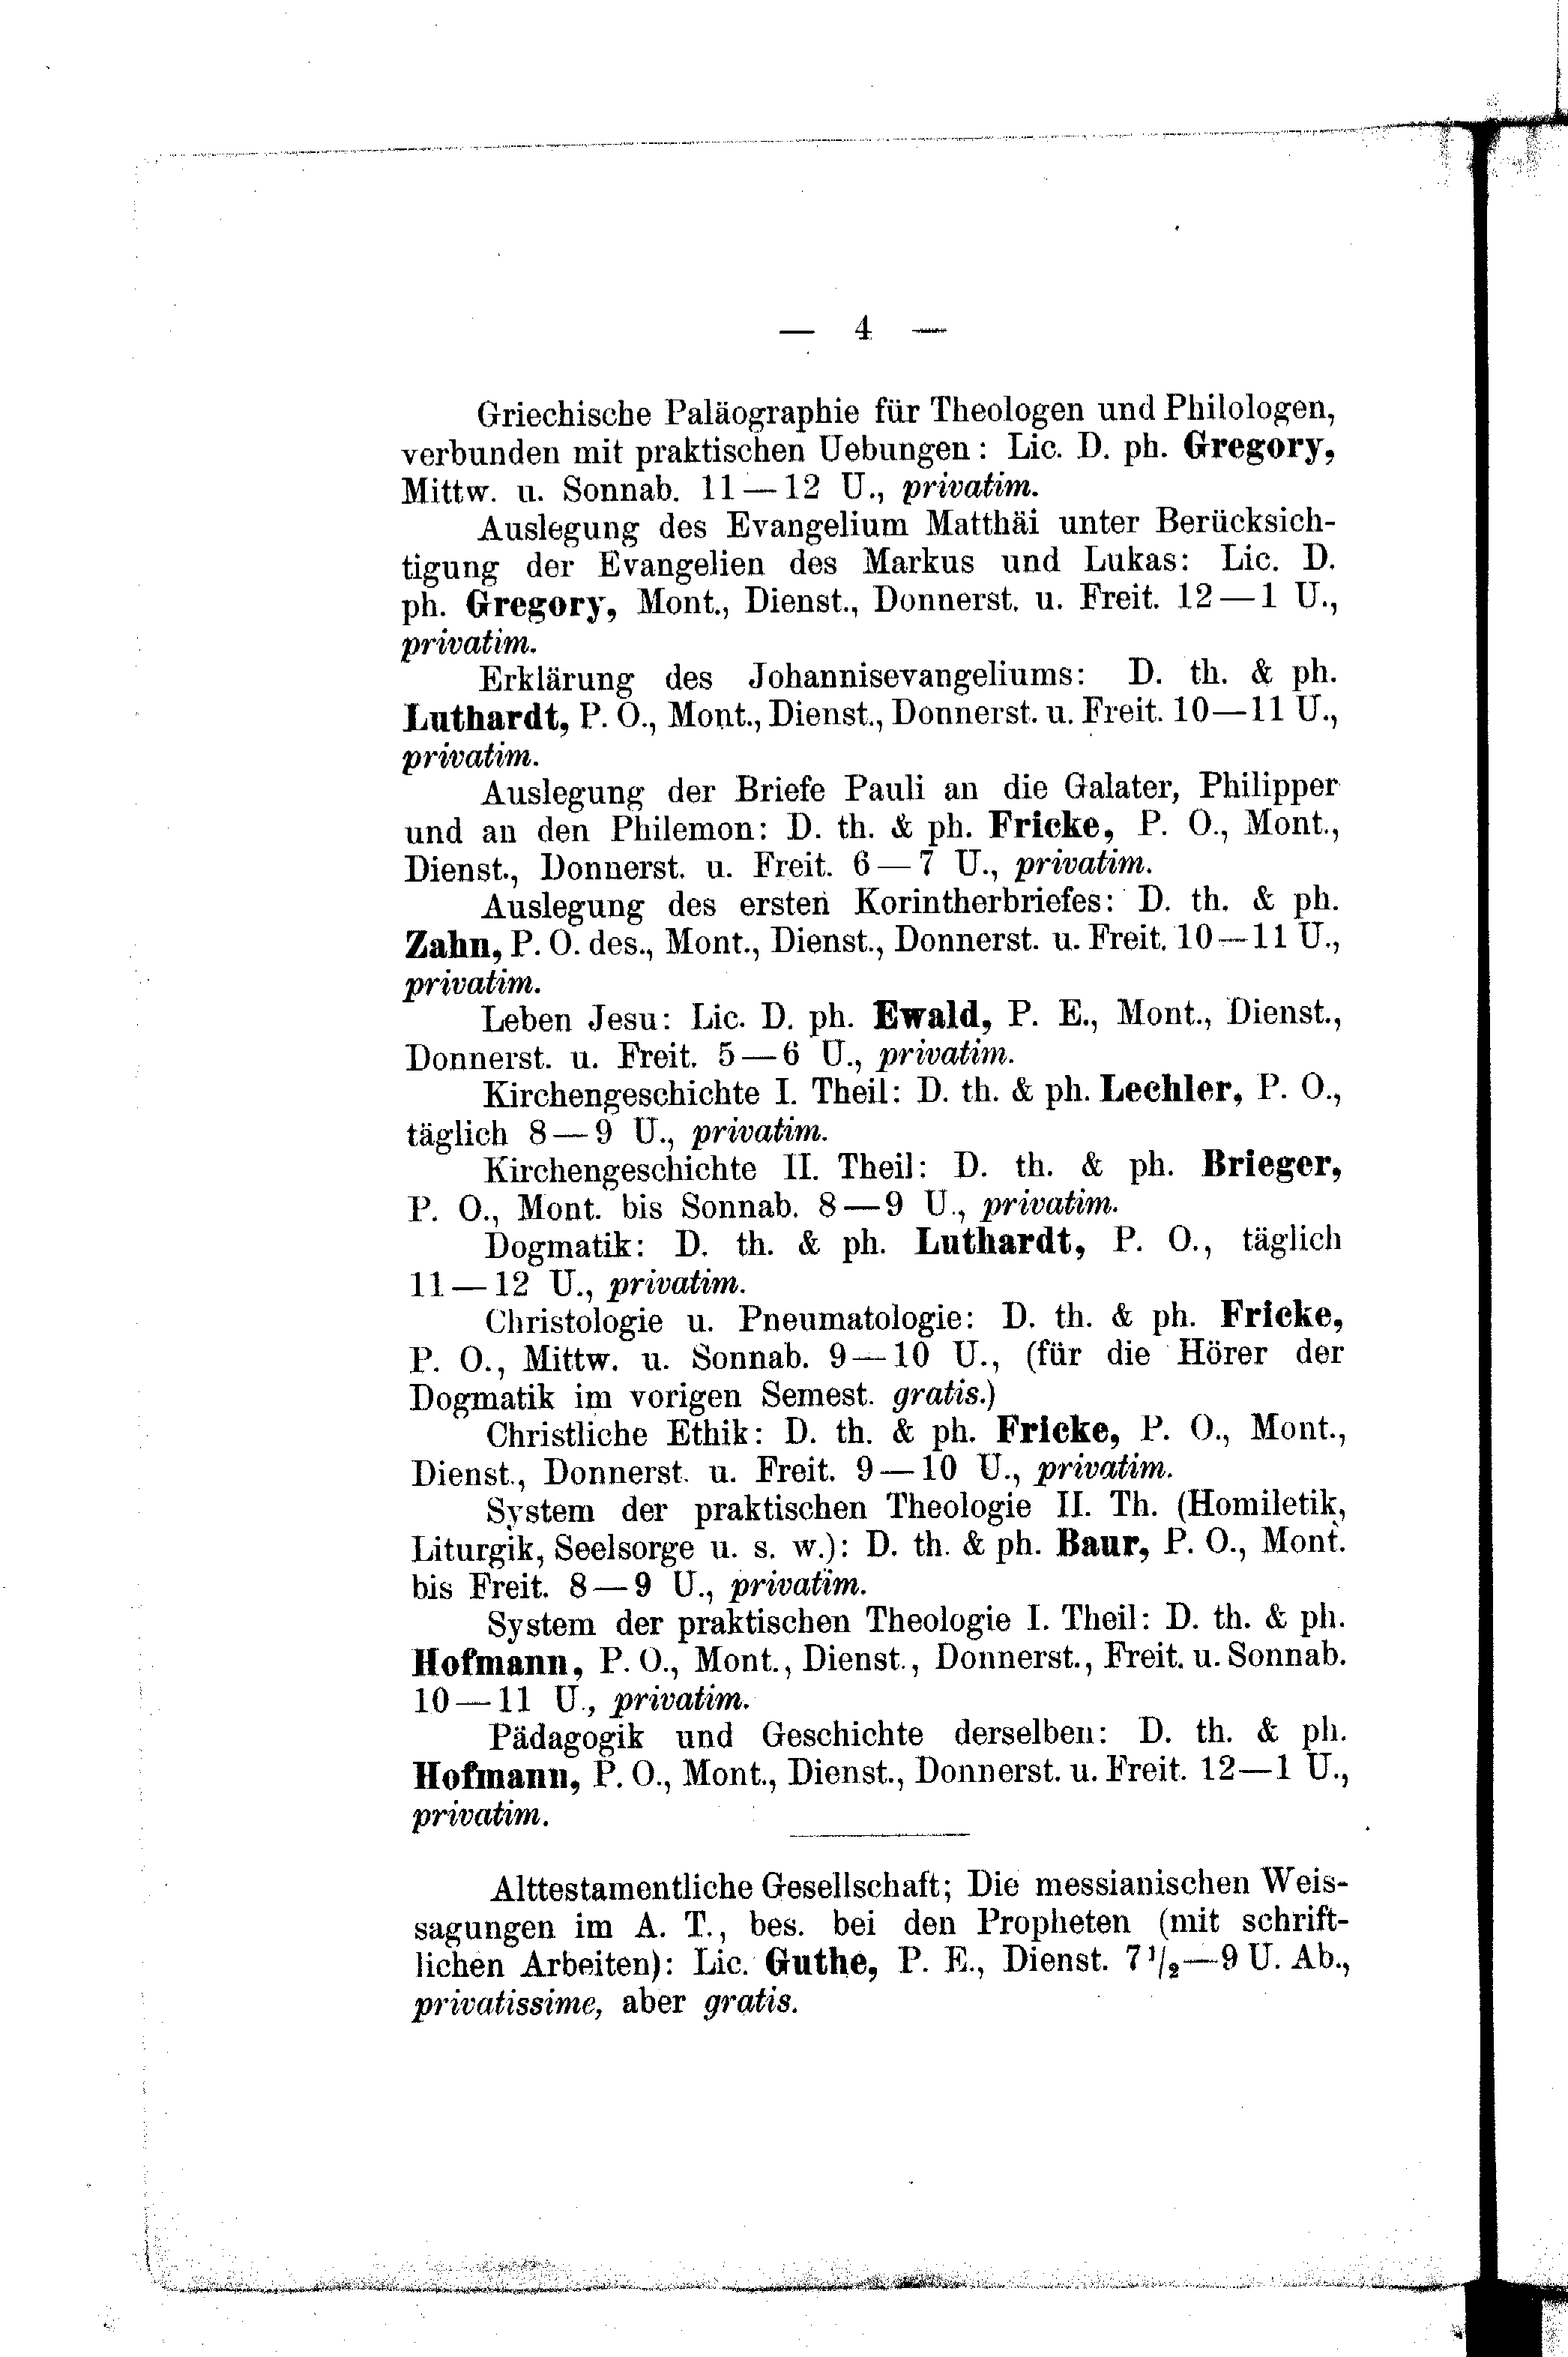 — 4 —
Griechische Paläographie für Theologen und Philologen,
verbunden mit praktischen Uebungen: Lic. D. ph. Gregory,
Mittw. u. Sonnab. 11—12 U., privatim.
Auslegung des Evangelium Matthäi unter Berücksich-
tigung der Evangelien des Markus und Lukas: Lic. D.
ph. Gregory, Mont., Dienst., Donnerst. u. Freit. 12—1 U.,
privatim.
Erklärung des Johannisevangeliums: D. th. & ph.
Luthardt, P. O., Mont., Dienst., Donnerst. u. Freit. 10—11 U.,
privatim.
Auslegung der Briefe Pauli an die Galater, Philipper
und an den Philemon: D. th. & ph. Fricke, P. O., Mont.,
Dienst., Donnerst. u. Freit. 6—7 U., privatim.
Auslegung des ersten Korintherbriefes: D. th. & ph.
Zahn, P. O. des., Mont., Dienst., Donnerst. u. Freit. 10—11 U.,
privatim.
Leben Jesu: Lic. D. ph. Ewald, P. E., Mont., Dienst.,
Donnerst. u. Freit. 5—6 U., privatim.
Kirchengeschichte I. Theil: D. th. & ph. Lechler, P. O.,
täglich 8—9 U., privatim.
Kirchengeschichte II. Theil: D. th. & ph. Brieger,
P. O., Mont. bis Sonnab. 8—9 U., privatim.
Dogmatik: D. th. & ph. Luthardt, P. O., täglich
11—12 U., privatim.
Christologie u. Pneumatologie: D. th. & ph. Fricke,
P. O., Mittw. u. Sonnab. 9—10 U., (für die Hörer der
Dogmatik im vorigen Semest. gratis.)
Christliche Ethik: D. th. & ph. Fricke, P. O., Mont.,
Dienst., Donnerst. u. Freit. 9—10 U., privatim.
System der praktischen Theologie II. Th. (Homiletik,
Liturgik, Seelsorge u. s. w.): D. th. & ph. Baur, P. O., Mont.
bis Freit. 8—9 U., privatim.
System der praktischen Theologie I. Theil: D. th. & ph.
Hofmann, P. O., Mont., Dienst., Donnerst., Freit. u. Sonnab.
10—11 U., privatim.
Pädagogik und Geschichte derselben: D. th. & ph.
Hofmann, P. O., Mont., Dienst., Donnerst. u. Freit. 12—1 U.,
privatim.
Alttestamentliche Gesellschaft; Die messianischen Weis-
sagungen im A. T., bes. bei den Propheten (mit schrift-
lichen Arbeiten): Lic. Guthe, P. E., Dienst. 7 1/2—9 U. Ab.,
privatissime, aber gratis.